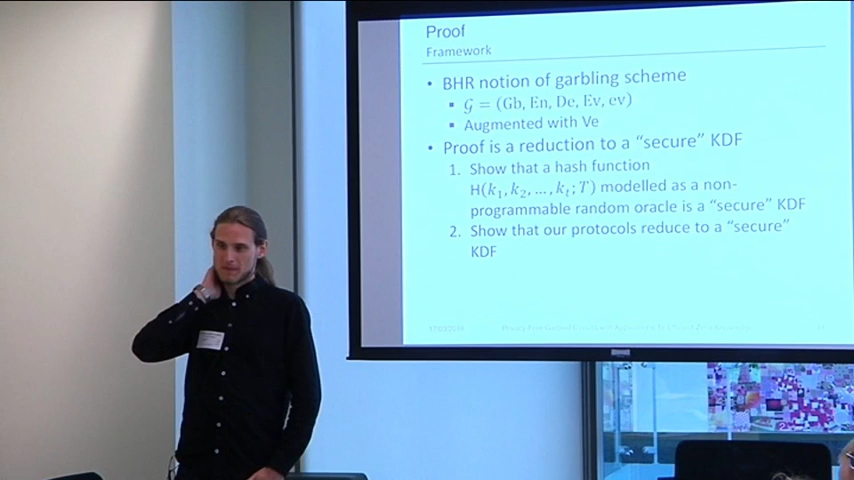 Proof
Framework
• BHR notion of garbling scheme
▪ 𝒢 = (Gb, En, De, Ev, ev)
▪ Augmented with Ve
• Proof is a reduction to a “secure” KDF
1. Show that a hash function
H(k₁, k₂, …, kₜ; T) modelled as a non-
programmable random oracle is a “secure” KDF
2. Show that our protocols reduce to a “secure”
KDF